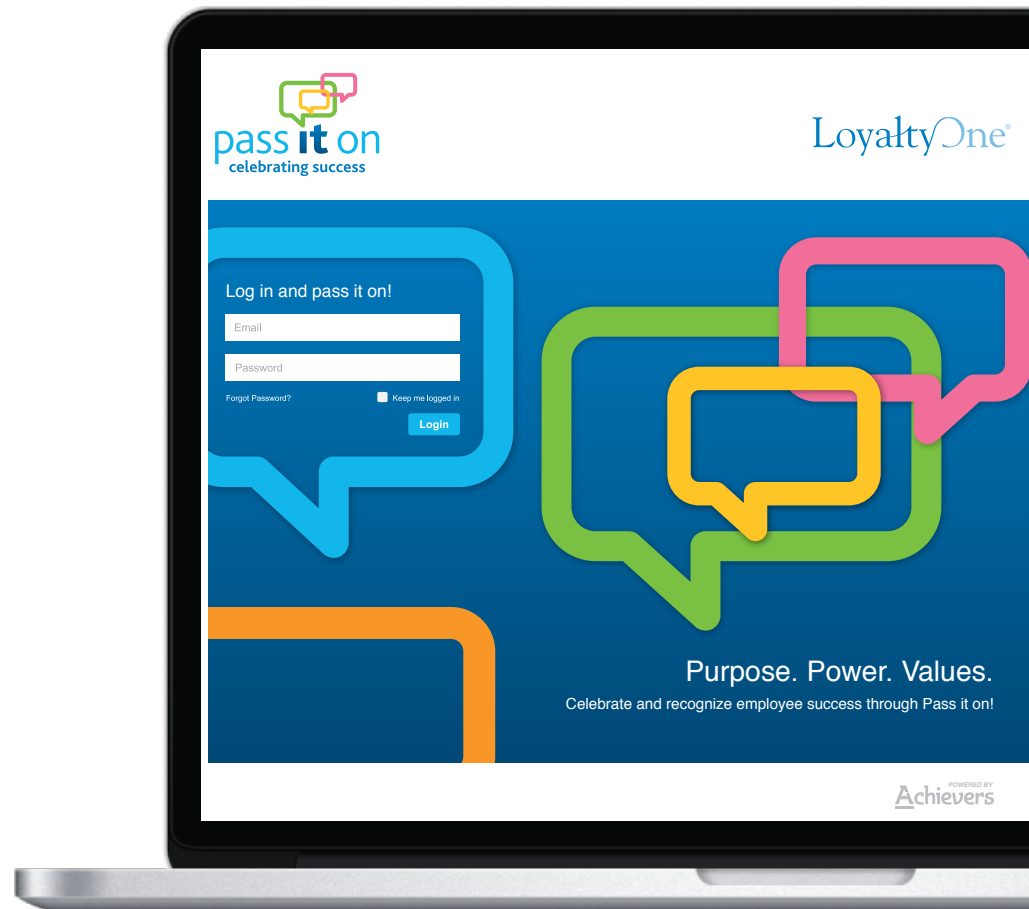 pass it on
celebrating success
LoyaltyOne®
Log in and pass it on!
Email
Password
Forgot Password?
Keep me logged in
Login
Purpose. Power. Values.
Celebrate and recognize employee success through Pass it on!
POWERED BY
Achievers